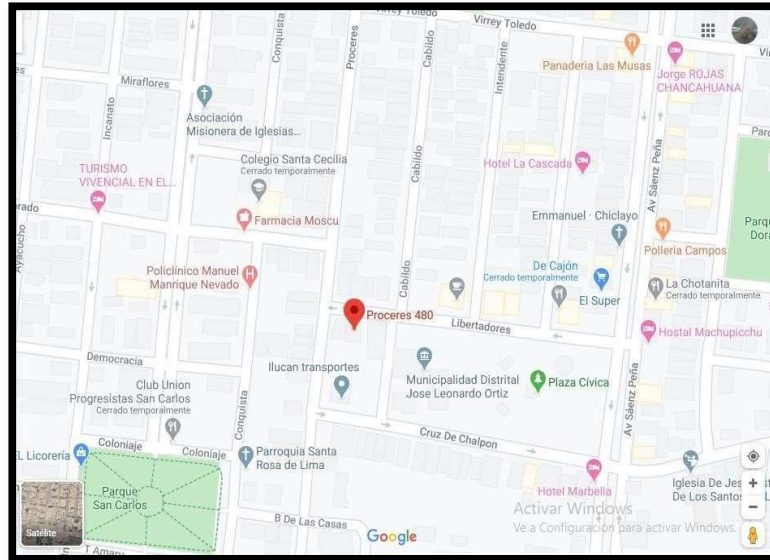 Virrey Toledo
Panaderia Las Musas
Jorge ROJAS
CHANCAHUANA
Miraflores
Incanato
Conquista
Proceres
Cabildo
Intendente
Av Sáenz Peña
Asociación
Misionera de Iglesias...
Colegio Santa Cecilia
Cerrado temporalmente
TURISMO
VIVENCIAL EN EL...
Farmacia Moscu
Hotel La Cascada
Emmanuel · Chiclayo
Polleria Campos
Policlínico Manuel
Manrique Nevado
Ayacucho
Cabildo
De Cajón
Cerrado temporalmente
El Super
La Chotanita
Cerrado temporalmente
Proceres 480
Libertadores
Hostal Machupicchu
Democracia
Ilucan transportes
Municipalidad Distrital
Jose Leonardo Ortiz
Plaza Cívica
Club Union
Progresistas San Carlos
Cerrado temporalmente
Conquista
Cruz De Chalpon
Av Sáenz Peña
EL Licorería
Coloniaje
Coloniaje
Parroquia Santa
Rosa de Lima
Hotel Marbella
Parque
San Carlos
B De Las Casas
Satélite
Google
Activar Windows
Ve a Configuración para activar Windows.